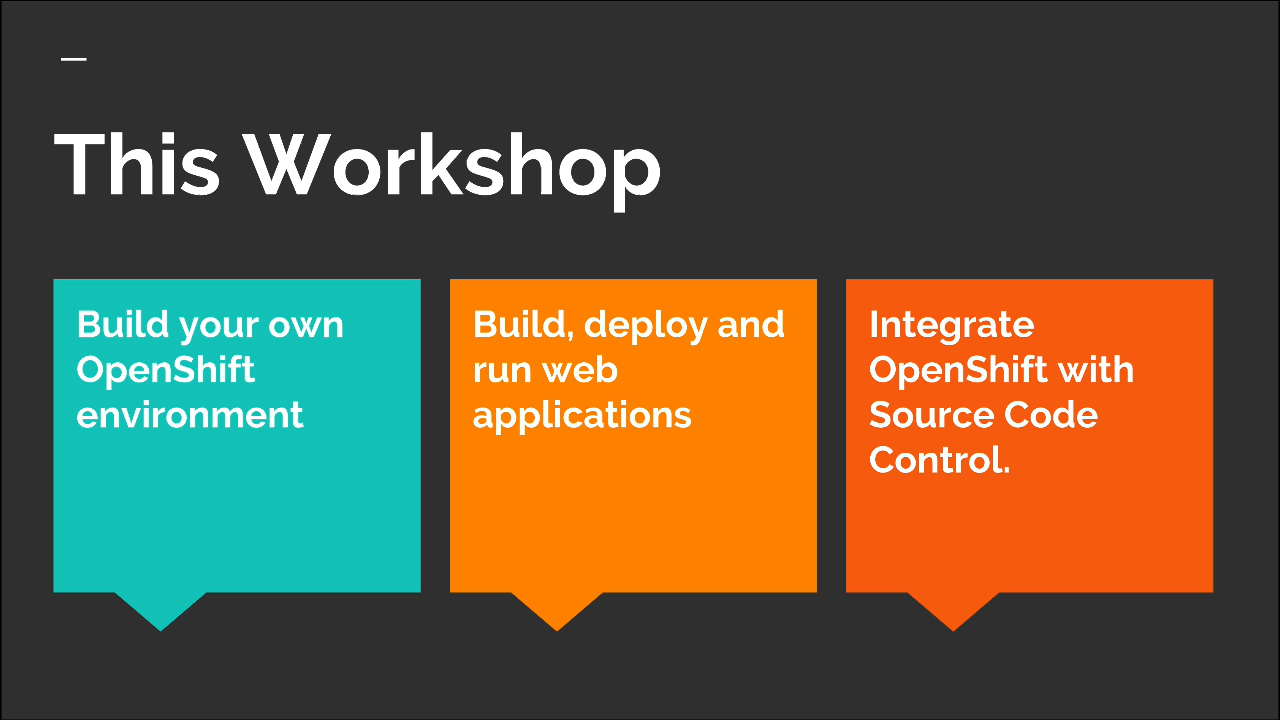 This Workshop
Build your own
OpenShift
environment
Build, deploy and
run web
applications
Integrate
OpenShift with
Source Code
Control.